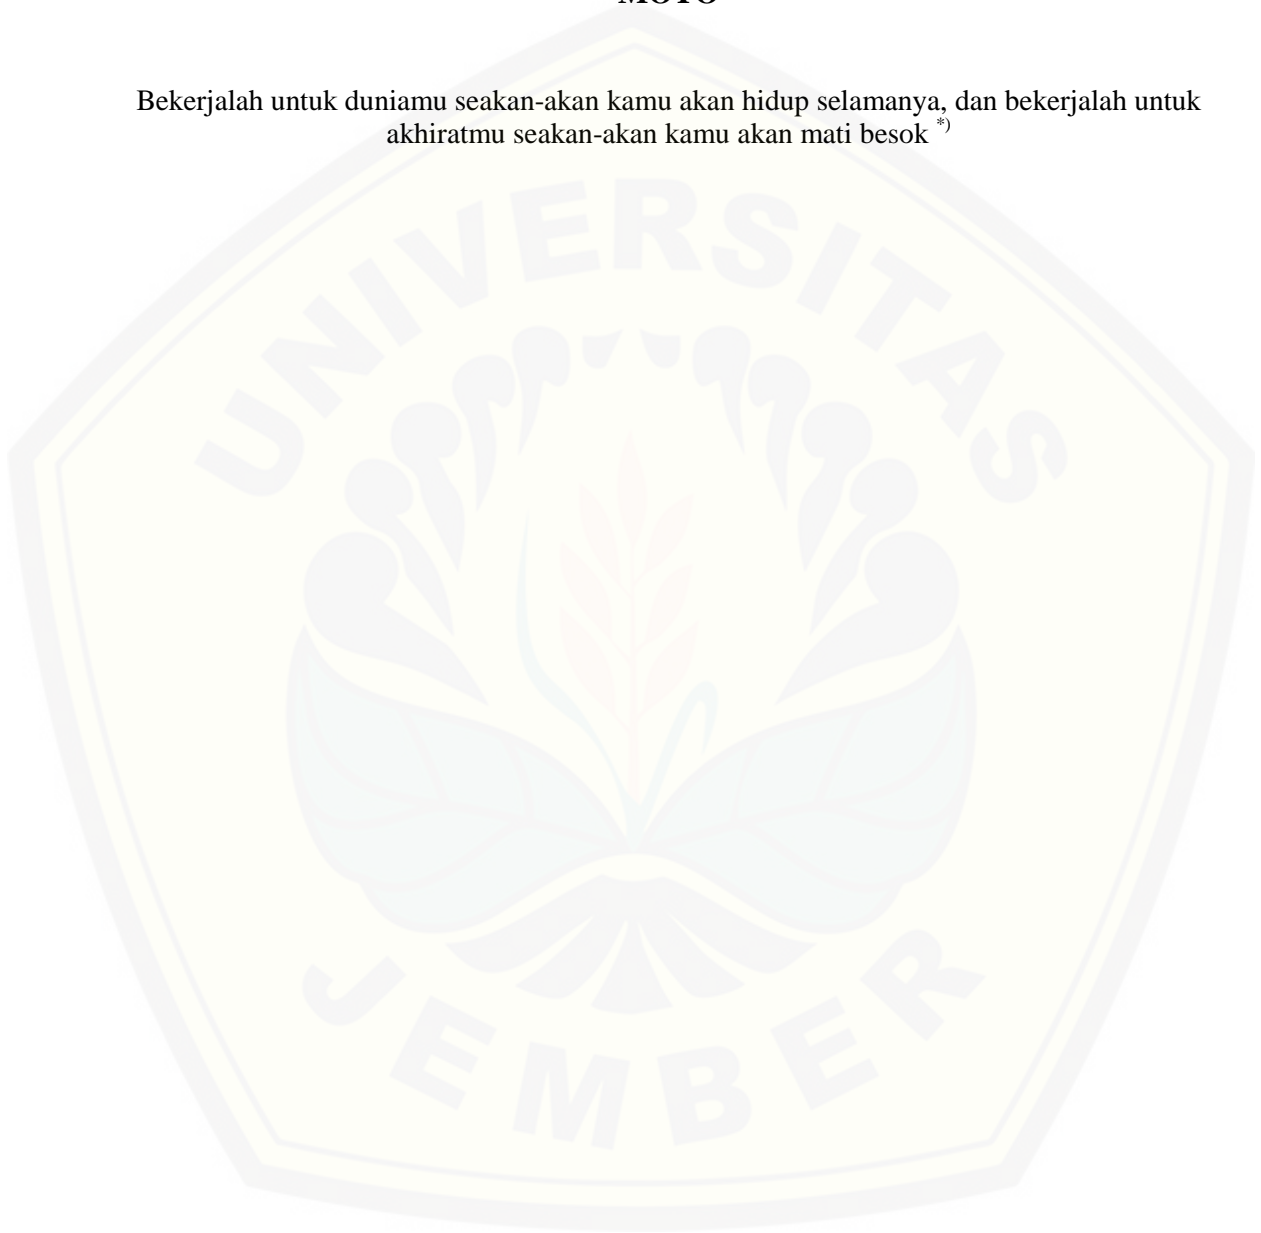 MOTO
Bekerjalah untuk duniamu seakan-akan kamu akan hidup selamanya, dan bekerjalah untuk
akhiratmu seakan-akan kamu akan mati besok *)
UNIVERSITAS
JEMBER